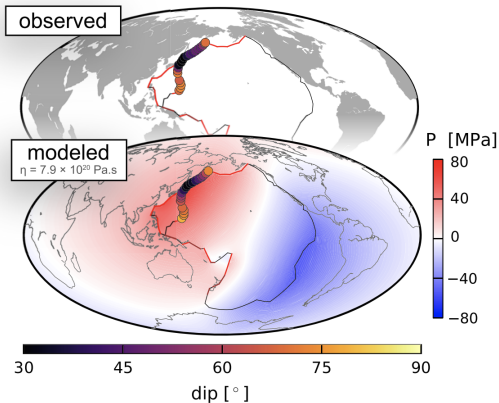 observed
modeled
η = 7.9 × 10²⁰ Pa.s
P [MPa]
80
40
0
−40
−80
30
45
60
75
90
dip [°]